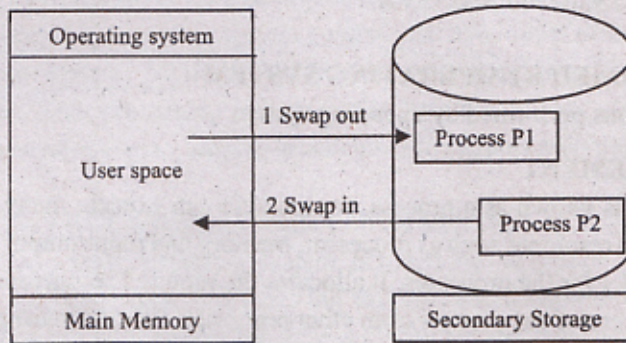 Operating system
1 Swap out
Process P1
User space
2 Swap in
Process P2
Main Memory
Secondary Storage